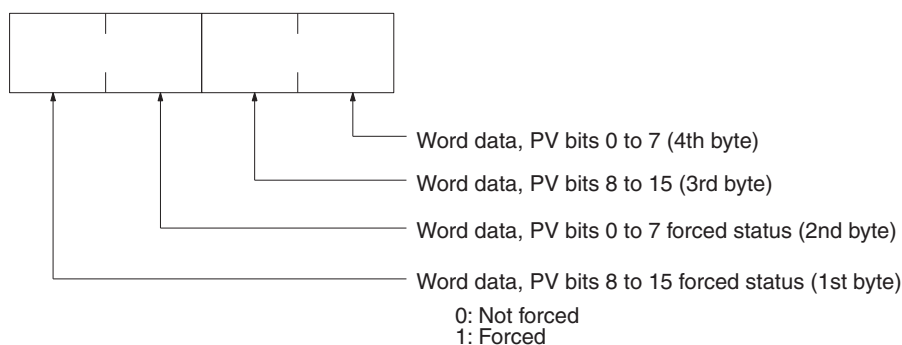 Word data, PV bits 0 to 7 (4th byte)
Word data, PV bits 8 to 15 (3rd byte)
Word data, PV bits 0 to 7 forced status (2nd byte)
Word data, PV bits 8 to 15 forced status (1st byte)
0: Not forced
1: Forced